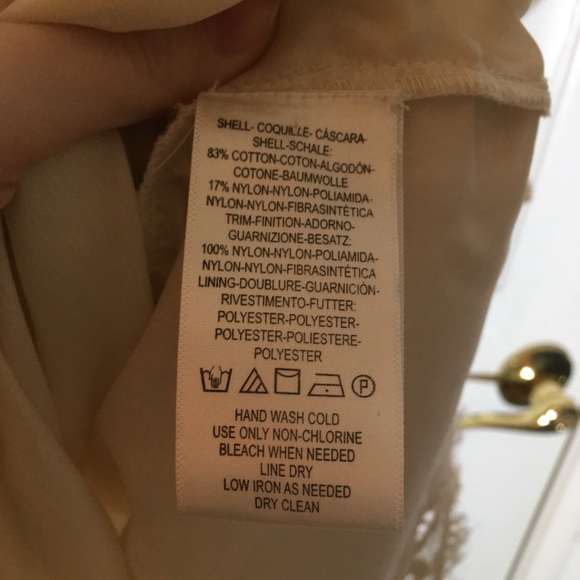 SHELL- COQUILLE- CÁSCARA-
SHELL-SCHALE:
83% COTTON-COTON-ALGODÓN-
COTONE-BAUMWOLLE
17% NYLON-NYLON-POLIAMIDA-
NYLON-NYLON-FIBRASINTÉTICA
TRIM-FINITION-ADORNO-
GUARNIZIONE-BESATZ:
100% NYLON-NYLON-POLIAMIDA-
NYLON-NYLON-FIBRASINTÉTICA
LINING-DOUBLURE-GUARNICIÓN-
RIVESTIMENTO-FUTTER:
POLYESTER-POLYESTER-
POLYESTER-POLIESTERE-
POLYESTER
P
HAND WASH COLD
USE ONLY NON-CHLORINE
BLEACH WHEN NEEDED
LINE DRY
LOW IRON AS NEEDED
DRY CLEAN